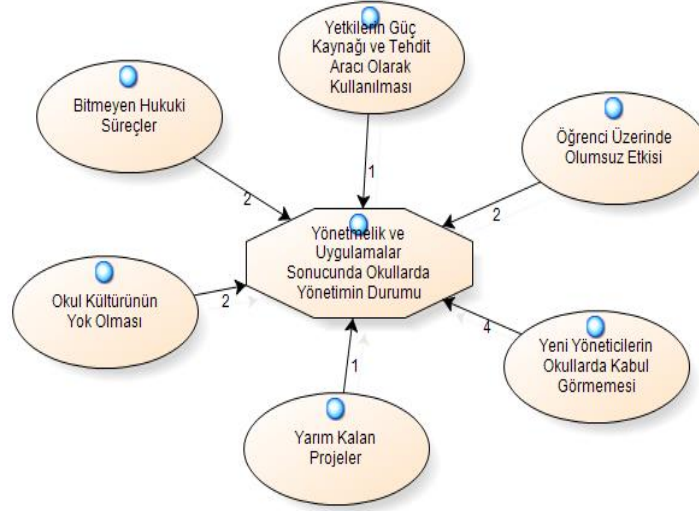 Yetkilerin Güç
Kaynağı ve Tehdit
Aracı Olarak
Kullanılması
Bitmeyen Hukuki
Süreçler
Öğrenci Üzerinde
Olumsuz Etkisi
1
2
2
Yönetmelik ve
Uygulamalar
Sonucunda Okullarda
Yönetimin Durumu
Okul Kültürünün
Yok Olması
2
4
Yeni Yöneticilerin
Okullarda Kabul
Görmemesi
1
Yarım Kalan
Projeler